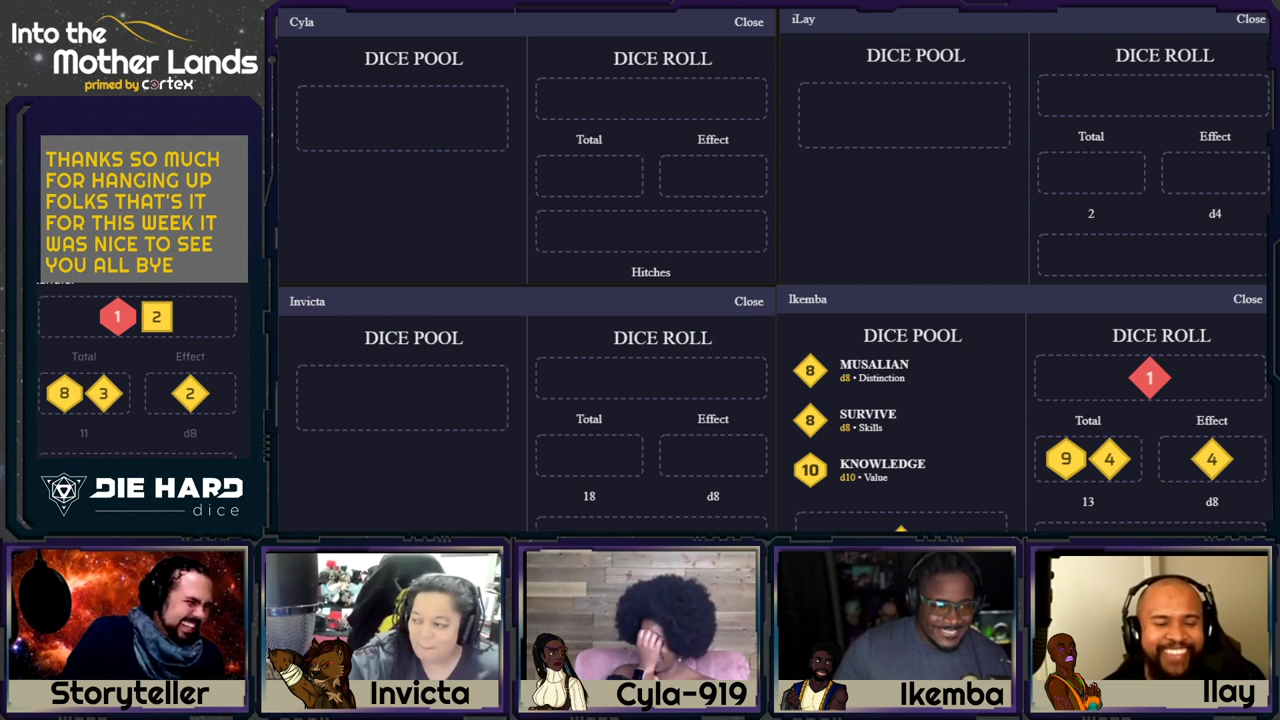 Into the
Mother Lands
primed by cortex
THANKS SO MUCH
FOR HANGING UP
FOLKS THAT'S IT
FOR THIS WEEK IT
WAS NICE TO SEE
YOU ALL BYE
1 2
Total Effect
8 3 2
11 d8
DIE HARD
dice
Cyla Close
DICE POOL DICE ROLL
Total Effect
Hitches
iLay Close
DICE POOL DICE ROLL
Total Effect
2 d4
Invicta Close
DICE POOL DICE ROLL
Total Effect
18 d8
Ikemba Close
DICE POOL DICE ROLL
8 MUSALIAN
d8 • Distinction
8 SURVIVE
d8 • Skills
10 KNOWLEDGE
d10 • Value
1
Total Effect
9 4 4
13 d8
Storyteller
Invicta
Cyla-919
Ikemba
Ilay